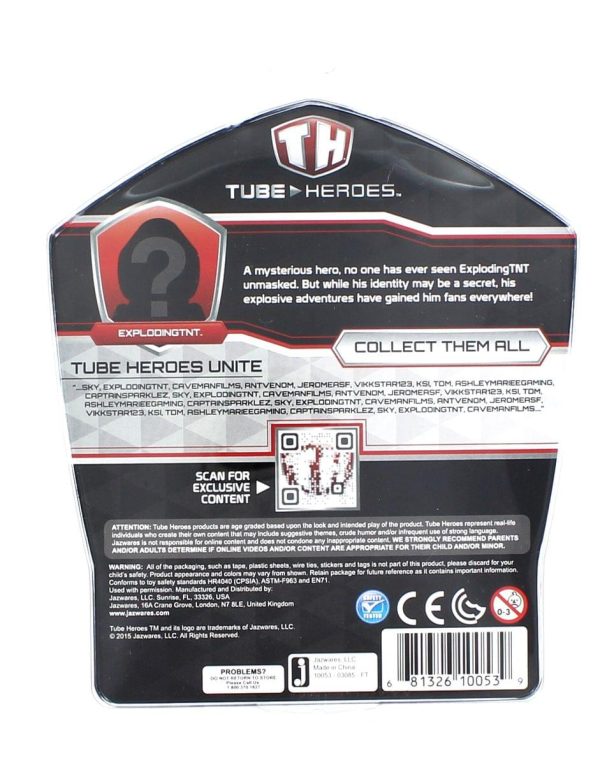 TH
TUBE HEROES™
?
EXPLODINGTNT™
A mysterious hero, no one has ever seen ExplodingTNT
unmasked. But while his identity may be a secret, his
explosive adventures have gained him fans everywhere!
COLLECT THEM ALL
TUBE HEROES UNITE
"...SKY, EXPLODINGTNT, CAVEMANFILMS, ANTVENOM, JEROMEASF, VIKKSTAR123, KSI, TDM, ASHLEYMARIEEGAMING,
CAPTAINSPARKLEZ, SKY, EXPLODINGTNT, CAVEMANFILMS, ANTVENOM, JEROMEASF, VIKKSTAR123, KSI, TDM,
ASHLEYMARIEEGAMING, CAPTAINSPARKLEZ, SKY, EXPLODINGTNT, CAVEMANFILMS, ANTVENOM, JEROMEASF,
VIKKSTAR123, KSI, TDM, ASHLEYMARIEEGAMING, CAPTAINSPARKLEZ, SKY, EXPLODINGTNT, CAVEMANFILMS..."
SCAN FOR
EXCLUSIVE
CONTENT
ATTENTION: Tube Heroes products are age graded based upon the look and intended play of the product. Tube Heroes represent real-life
individuals who create their own content that may include suggestive themes, crude humor and/or infrequent use of strong language.
Jazwares is not responsible for online content and does not condone any inappropriate content. WE STRONGLY RECOMMEND PARENTS
AND/OR ADULTS DETERMINE IF ONLINE VIDEOS AND/OR CONTENT ARE APPROPRIATE FOR THEIR CHILD AND/OR MINOR.
WARNING: All of the packaging, such as tape, plastic sheets, wire ties, stickers and tags is not part of this product, please discard for your
child's safety. Product appearance and colors may vary from shown. Retain package for future reference as it contains important information.
Conforms to toy safety standards HR4040 (CPSIA), ASTM-F963 and EN71.
Used with permission. Manufactured and Distributed by:
Jazwares, LLC. Sunrise, FL, 33326, USA
Jazwares, 16A Crane Grove, London, N7 8LE, United Kingdom
www.jazwares.com
SAFETY
TESTED
CE
0-3
Tube Heroes TM and its logo are trademarks of Jazwares, LLC.
© 2015 Jazwares, LLC. All Rights Reserved.
PROBLEMS?
DO NOT RETURN TO STORE
Please Call Us
j
Jazwares, LLC
Made in China
10053 - 03085 FT
6 81326 10053 9